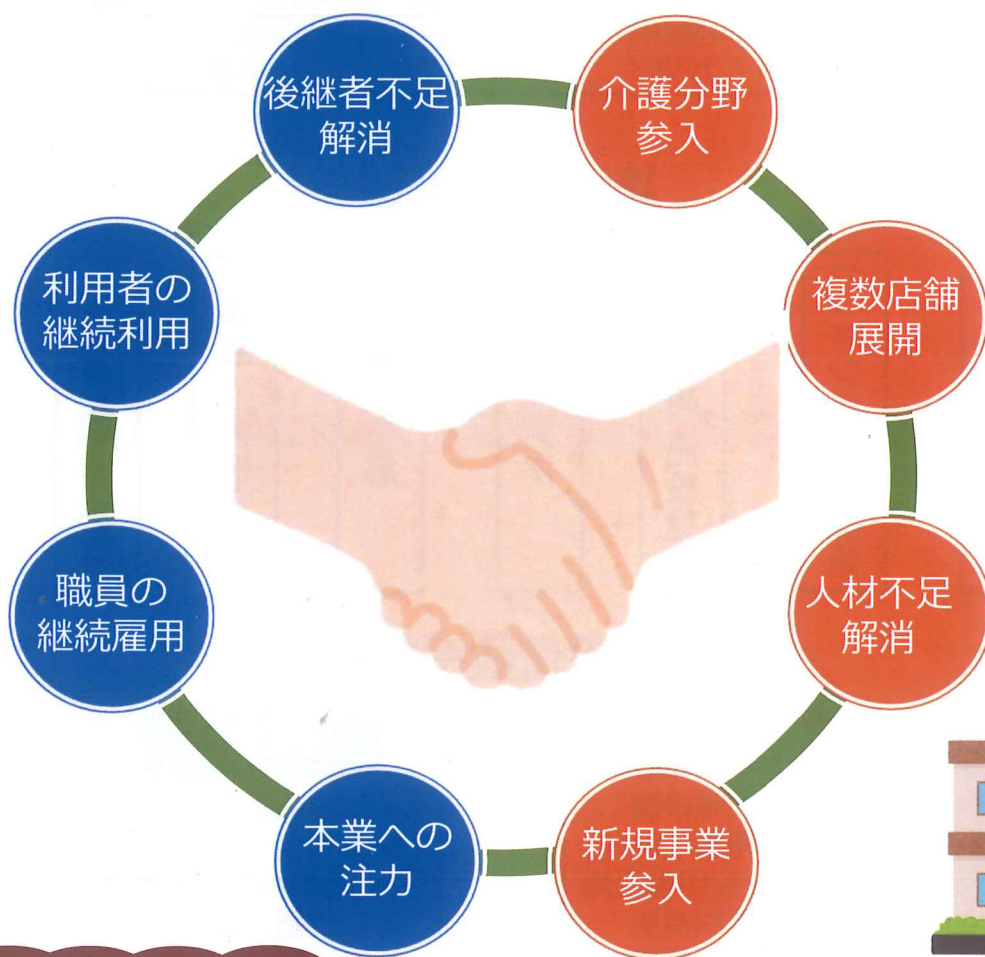 後継者不足
解消
介護分野
参入
利用者の
継続利用
複数店舗
展開
職員の
継続雇用
人材不足
解消
本業への
注力
新規事業
参入